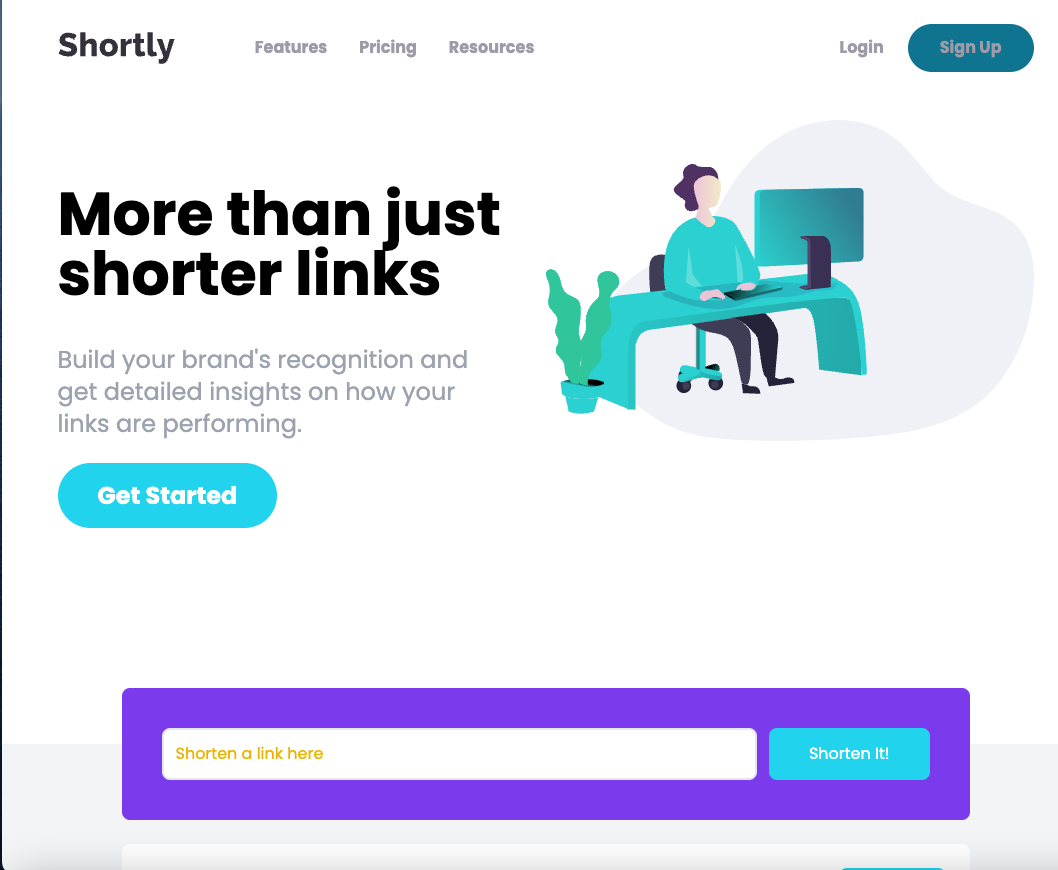 Shortly
Features
Pricing
Resources
Login
Sign Up
More than just
shorter links
Build your brand's recognition and
get detailed insights on how your
links are performing.
Get Started
Shorten a link here
Shorten It!